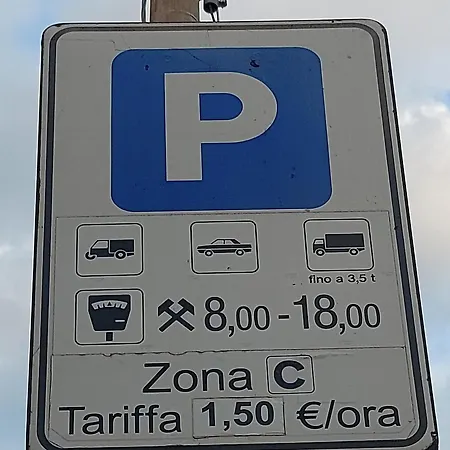 P
fino a 3,5 t
8,00 - 18,00
Zona C
Tariffa 1,50 €/ora